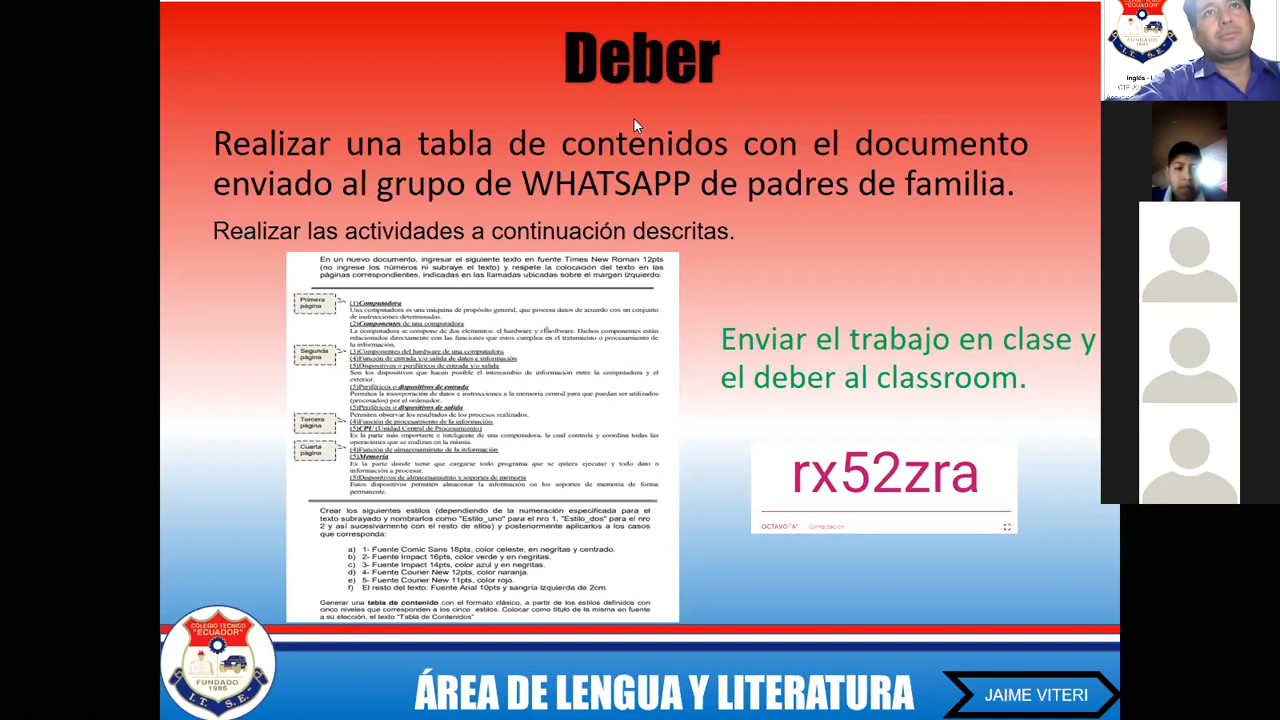 Deber
Realizar una tabla de contenidos con el documento
enviado al grupo de WHATSAPP de padres de familia.
Realizar las actividades a continuación descritas.
En un nuevo documento, ingresar el siguiente texto en fuente Times New Roman 12pts
(no ingrese los números ni subraye el texto) y respete la colocación del texto en las
páginas correspondientes, indicadas en las llamadas ubicadas sobre el margen izquierdo.
Primera
página
(1)Computadora
Una computadora es una máquina de propósito general, que procesa datos de acuerdo con un conjunto
de instrucciones determinadas.
(2)Componentes de una computadora
La computadora se compone de dos elementos: el hardware y el software. Dichos componentes están
relacionados directamente con las funciones que estos cumplen en el tratamiento o procesamiento de
la información.
Segunda
página
(3)Componentes del hardware de una computadora
(4)Función de entrada y/o salida de datos e información
(5)Dispositivos o periféricos de entrada y/o salida
Son los dispositivos que hacen posible el intercambio de información entre la computadora y el
exterior.
(5)Periféricos o dispositivos de entrada
Permiten la incorporación de datos e instrucciones a la memoria central para que puedan ser utilizados
(procesados) por el ordenador.
(5)Periféricos o dispositivos de salida
Permiten observar los resultados de los procesos realizados.
Tercera
página
(4)Función de procesamiento de la información
(5)CPU (Unidad Central de Procesamiento)
Es la parte más importante e inteligente de una computadora, la cual controla y coordina todas las
operaciones que se realizan en la misma.
Cuarta
página
(4)Función de almacenamiento de la información
(5)Memoria
Es la parte donde tiene que cargarse todo programa que se quiera ejecutar y todo dato o
información a procesar.
(5)Dispositivos de almacenamiento y soportes de memoria
Estos dispositivos permiten almacenar la información en los soportes de memoria de forma
permanente.
Crear los siguientes estilos (dependiendo de la numeración especificada para el
texto subrayado y nombrarlos como "Estilo_uno" para el nro 1, "Estilo_dos" para el nro
2 y así sucesivamente con el resto de ellos) y posteriormente aplicarlos a los casos
que corresponda:
a) 1- Fuente Comic Sans 18pts, color celeste, en negritas y centrado.
b) 2- Fuente Impact 16pts, color verde y en negritas.
c) 3- Fuente Impact 14pts, color azul y en negritas.
d) 4- Fuente Courier New 12pts, color naranja.
e) 5- Fuente Courier New 11pts, color rojo.
f) El resto del texto: Fuente Arial 10pts y sangría izquierda de 2cm.
Generar una tabla de contenido con el formato clásico, a partir de los estilos definidos con
cinco niveles que corresponden a los cinco estilos. Colocar como título de la misma en fuente
a su elección, el texto "Tabla de Contenidos"
Enviar el trabajo en clase y
el deber al classroom.
rx52zra
OCTAVO "A" Computacion
COLEGIO TECNICO
"ECUADOR"
FUNDADO
1986
I. T. S. E.
ÁREA DE LENGUA Y LITERATURA
JAIME VITERI
"ECUADOR"
FUNDADO
I. T. S. E.